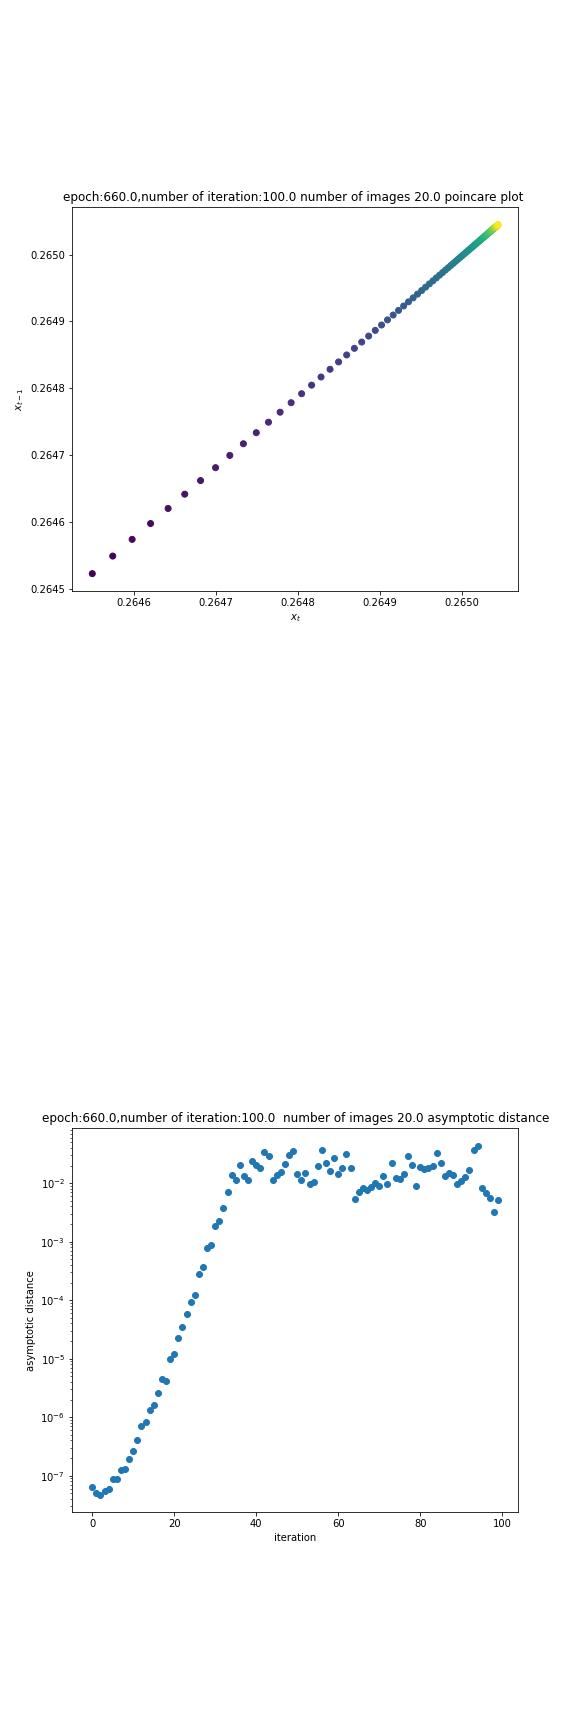 epoch:660.0,number of iteration:100.0 number of images 20.0 poincare plot
0.2650
0.2649
0.2648
0.2647
0.2646
0.2645
x_{t-1}
0.2646 0.2647 0.2648 0.2649 0.2650
x_t
epoch:660.0,number of iteration:100.0  number of images 20.0 asymptotic distance
10^{-2}
10^{-3}
10^{-4}
10^{-5}
10^{-6}
10^{-7}
asymptotic distance
0 20 40 60 80 100
iteration